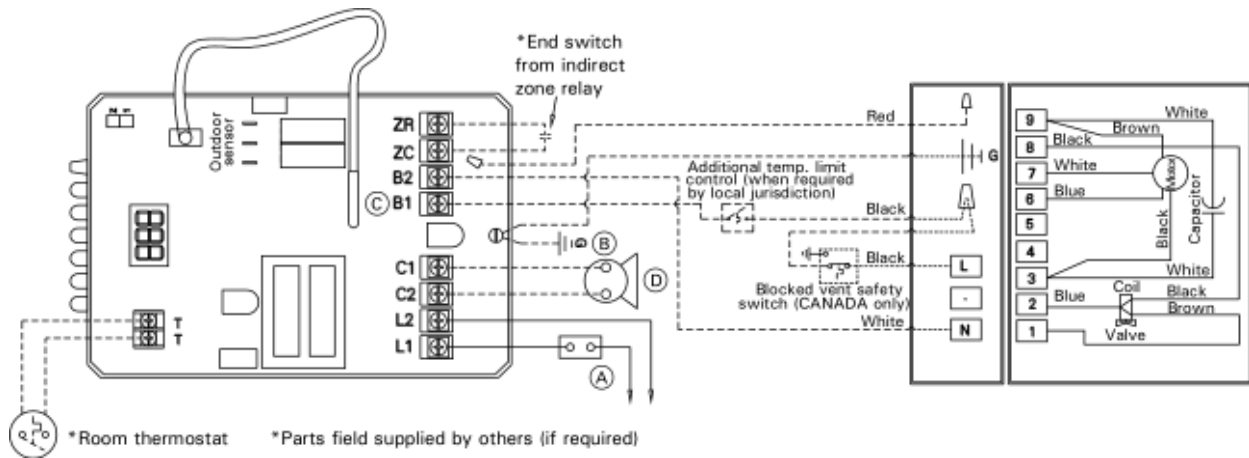 *End switch
from indirect
zone relay
Outdoor
sensor
ZR
ZC
B2
C B1
C1
C2
L2
L1
T
T
G
B
D
A
Red
G
Additional temp. limit
control (when required
by local jurisdiction)
Black
Black
Blocked vent safety
switch (CANADA only)
White
L
-
N
9
8
7
6
5
4
3
2
1
White
Brown
Black
White
Blue
Motor
Black
Capacitor
White
Coil
Black
Blue
Brown
Valve
*Room thermostat
*Parts field supplied by others (if required)